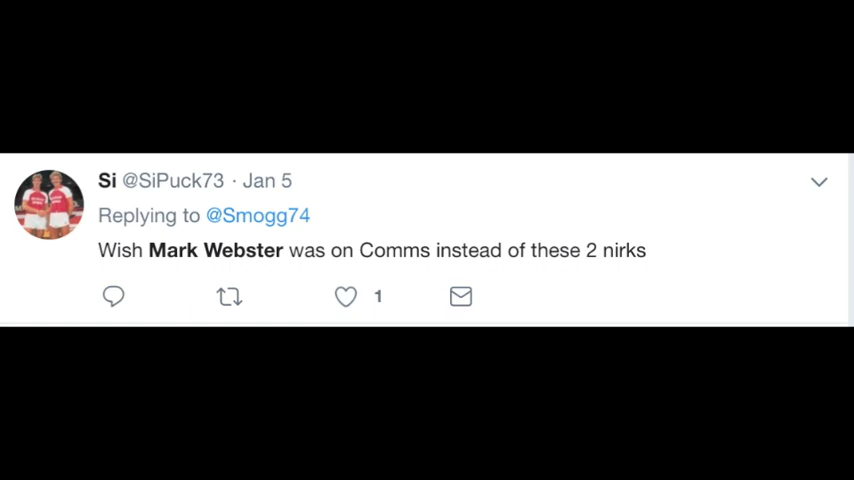 Si @SiPuck73 · Jan 5
Replying to @Smogg74
Wish Mark Webster was on Comms instead of these 2 nirks
1